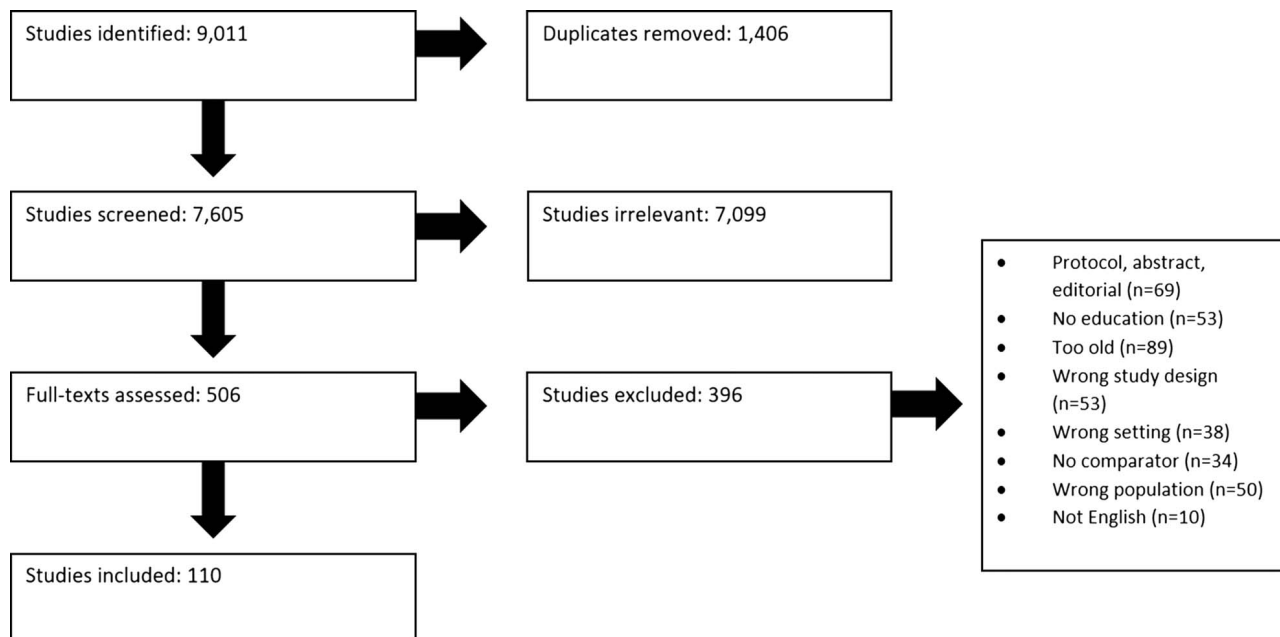 Studies identified: 9,011
Duplicates removed: 1,406
Studies screened: 7,605
Studies irrelevant: 7,099
Full-texts assessed: 506
Studies excluded: 396
• Protocol, abstract,
editorial (n=69)
• No education (n=53)
• Too old (n=89)
• Wrong study design
(n=53)
• Wrong setting (n=38)
• No comparator (n=34)
• Wrong population (n=50)
• Not English (n=10)
Studies included: 110